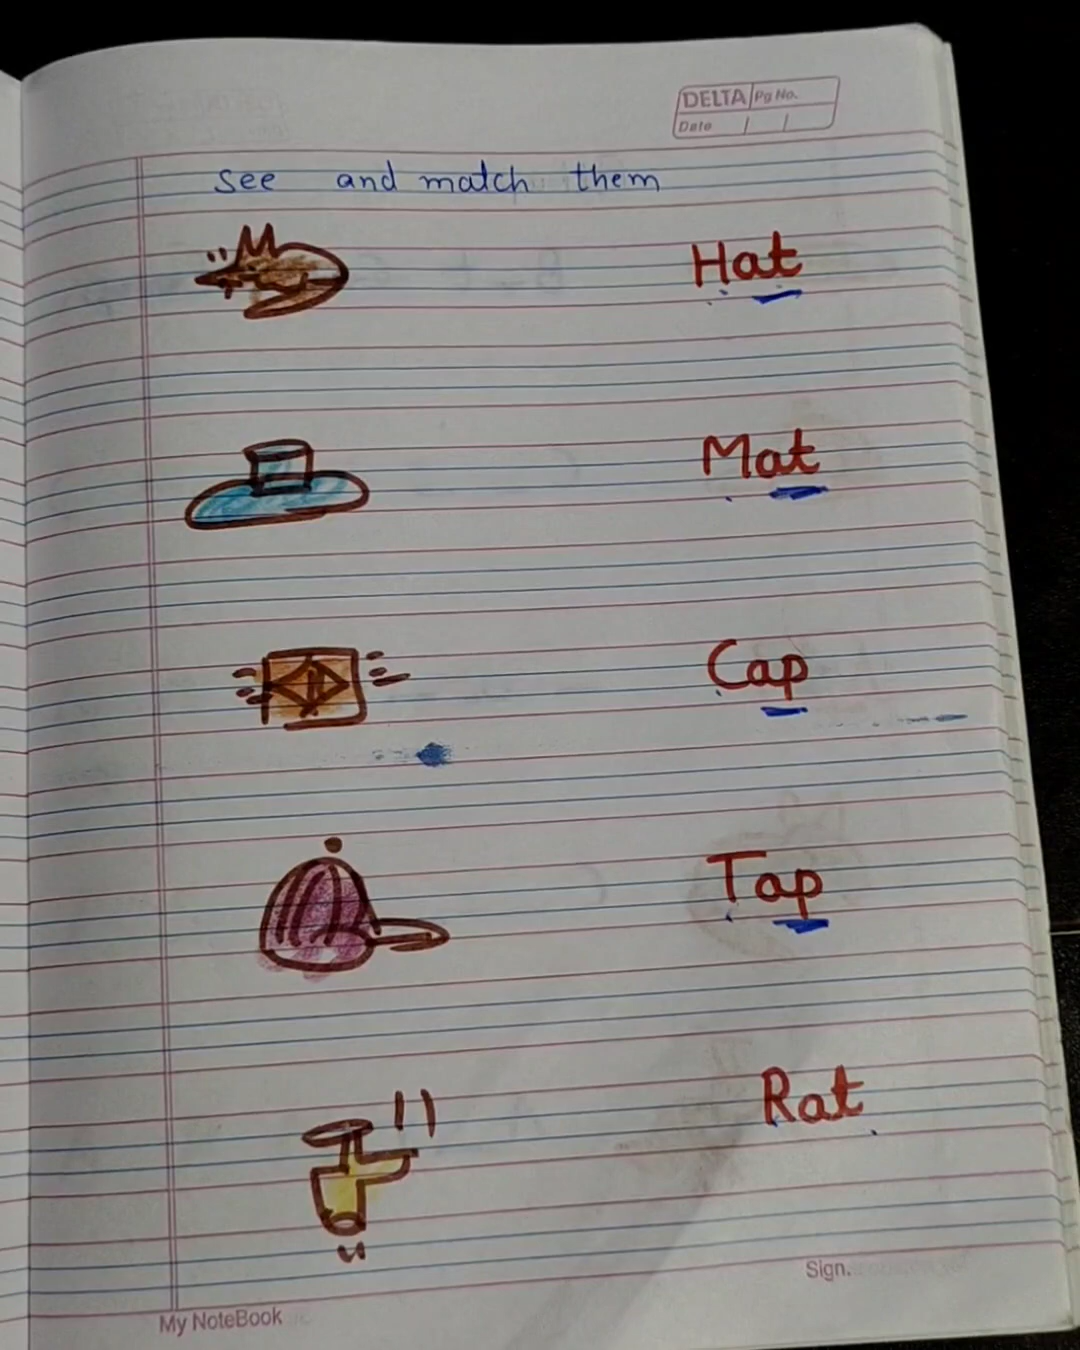 DELTA Pg No.
Date / /
see and match them
Hat
Mat
Cap
Tap
Rat
Sign.
My NoteBook